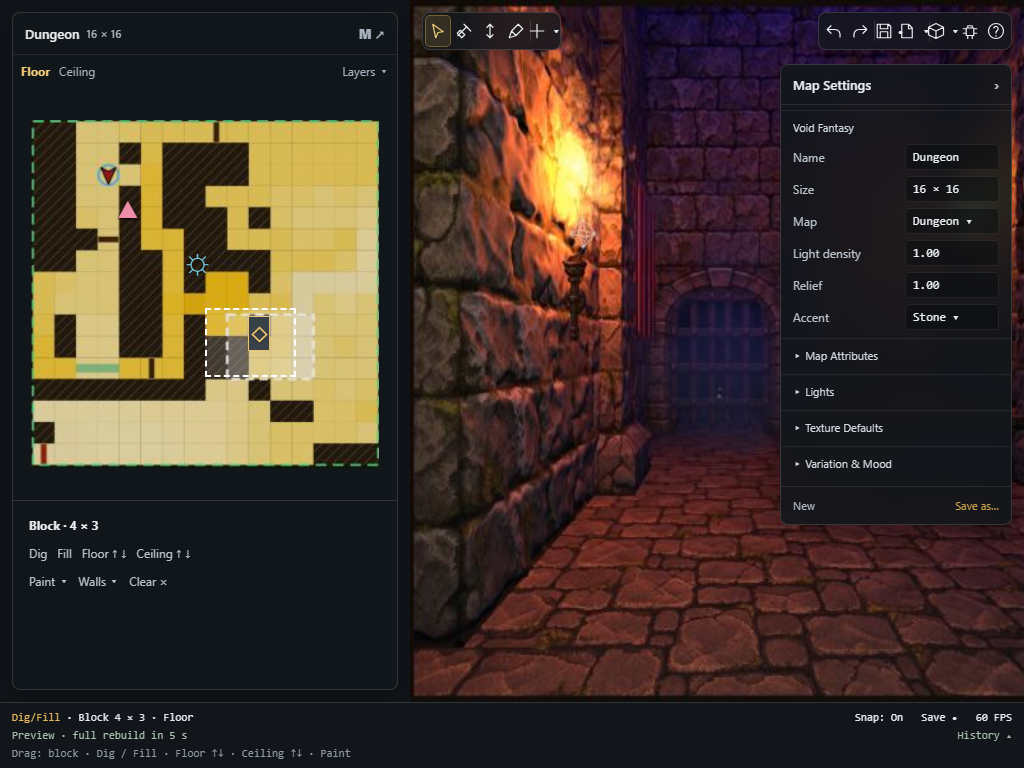 Dungeon 16 × 16 M ↗
Floor Ceiling Layers ▾
Block · 4 × 3
Dig Fill Floor ↑↓ Ceiling ↑↓
Paint ▾ Walls ▾ Clear ×
Map Settings ›
Void Fantasy
Name Dungeon
Size 16 × 16
Map Dungeon ▾
Light density 1.00
Relief 1.00
Accent Stone ▾
▸ Map Attributes
▸ Lights
▸ Texture Defaults
▸ Variation & Mood
New Save as...
Dig/Fill · Block 4 × 3 · Floor
Preview · full rebuild in 5 s
Drag: block · Dig / Fill · Floor ↑↓ · Ceiling ↑↓ · Paint
Snap: On Save • 60 FPS
History ▴